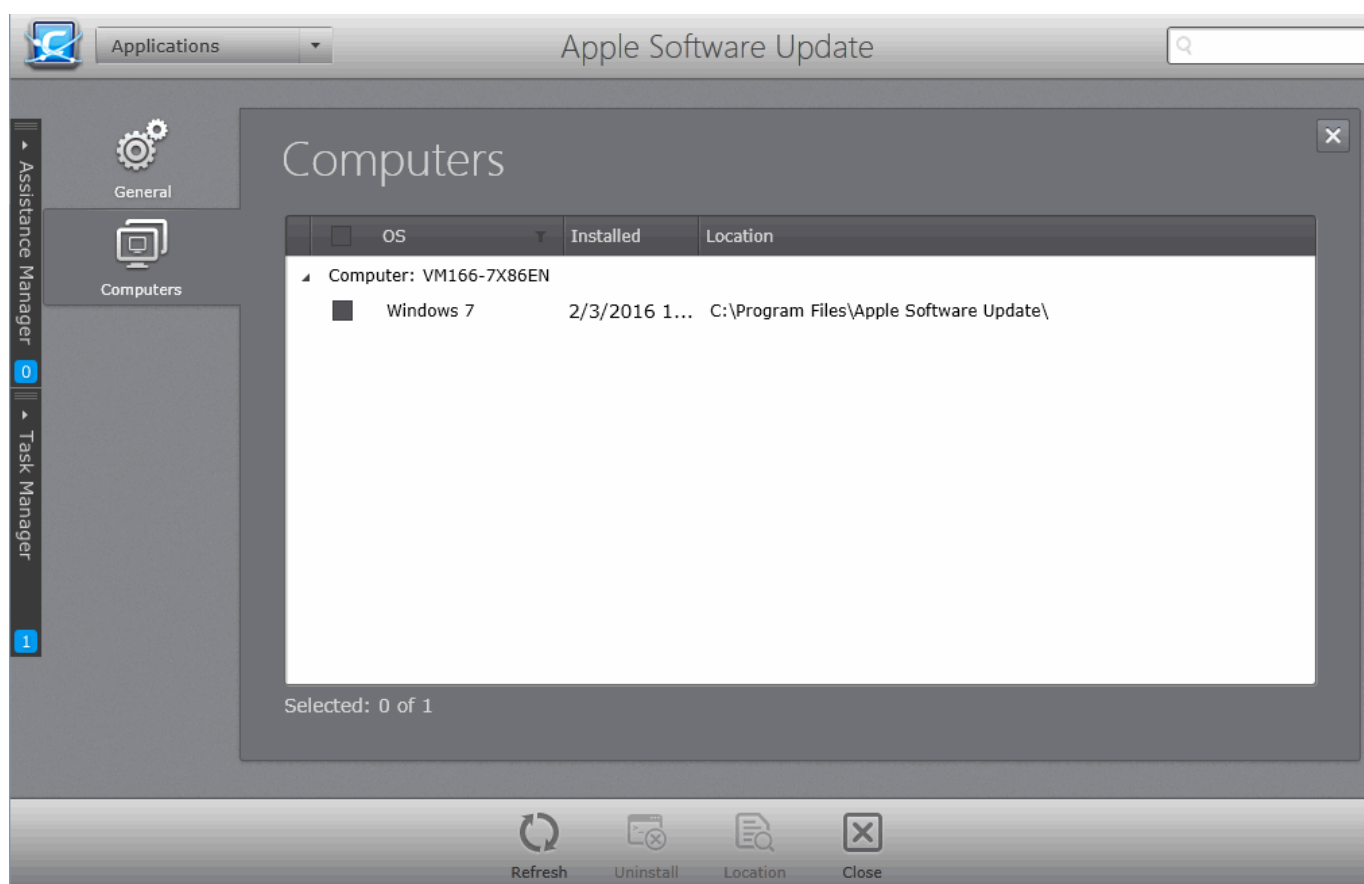 Applications
Apple Software Update
Assistance Manager
0
Task Manager
1
General
Computers
Computers
OS Installed Location
Computer: VM166-7X86EN
Windows 7 2/3/2016 1... C:\Program Files\Apple Software Update\
Selected: 0 of 1
Refresh Uninstall Location Close